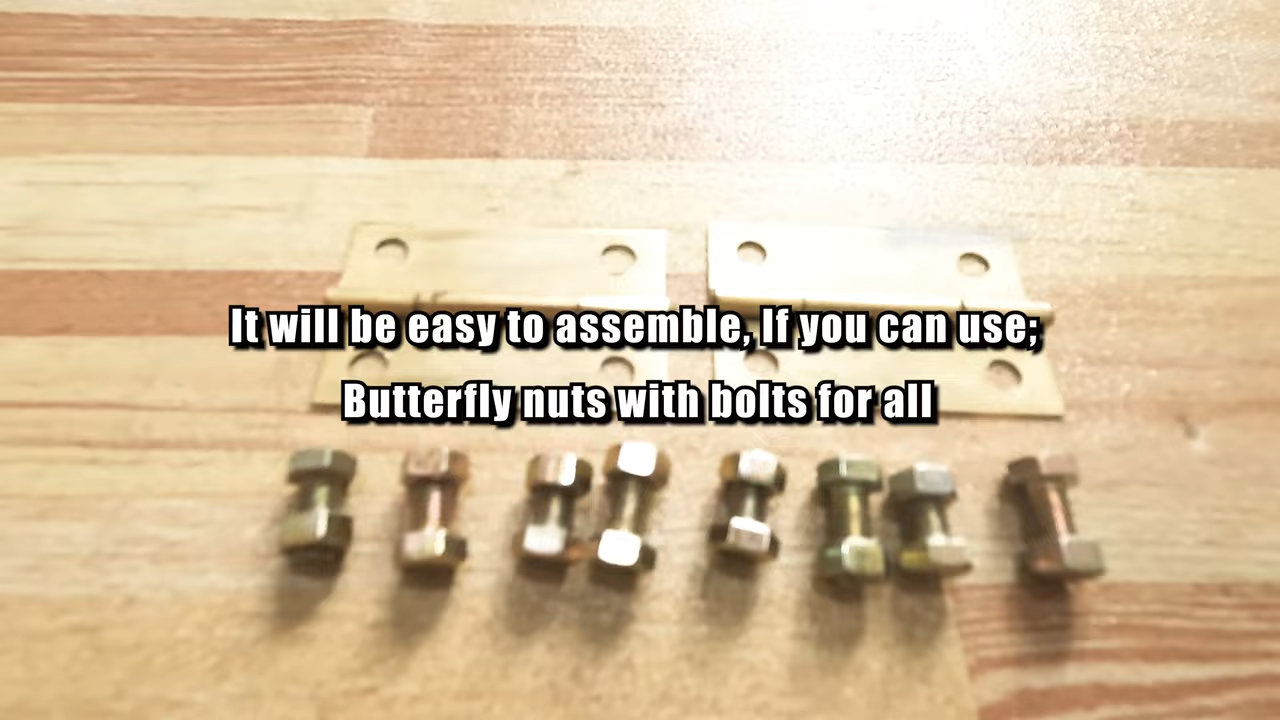 It will be easy to assemble, If you can use;
Butterfly nuts with bolts for all